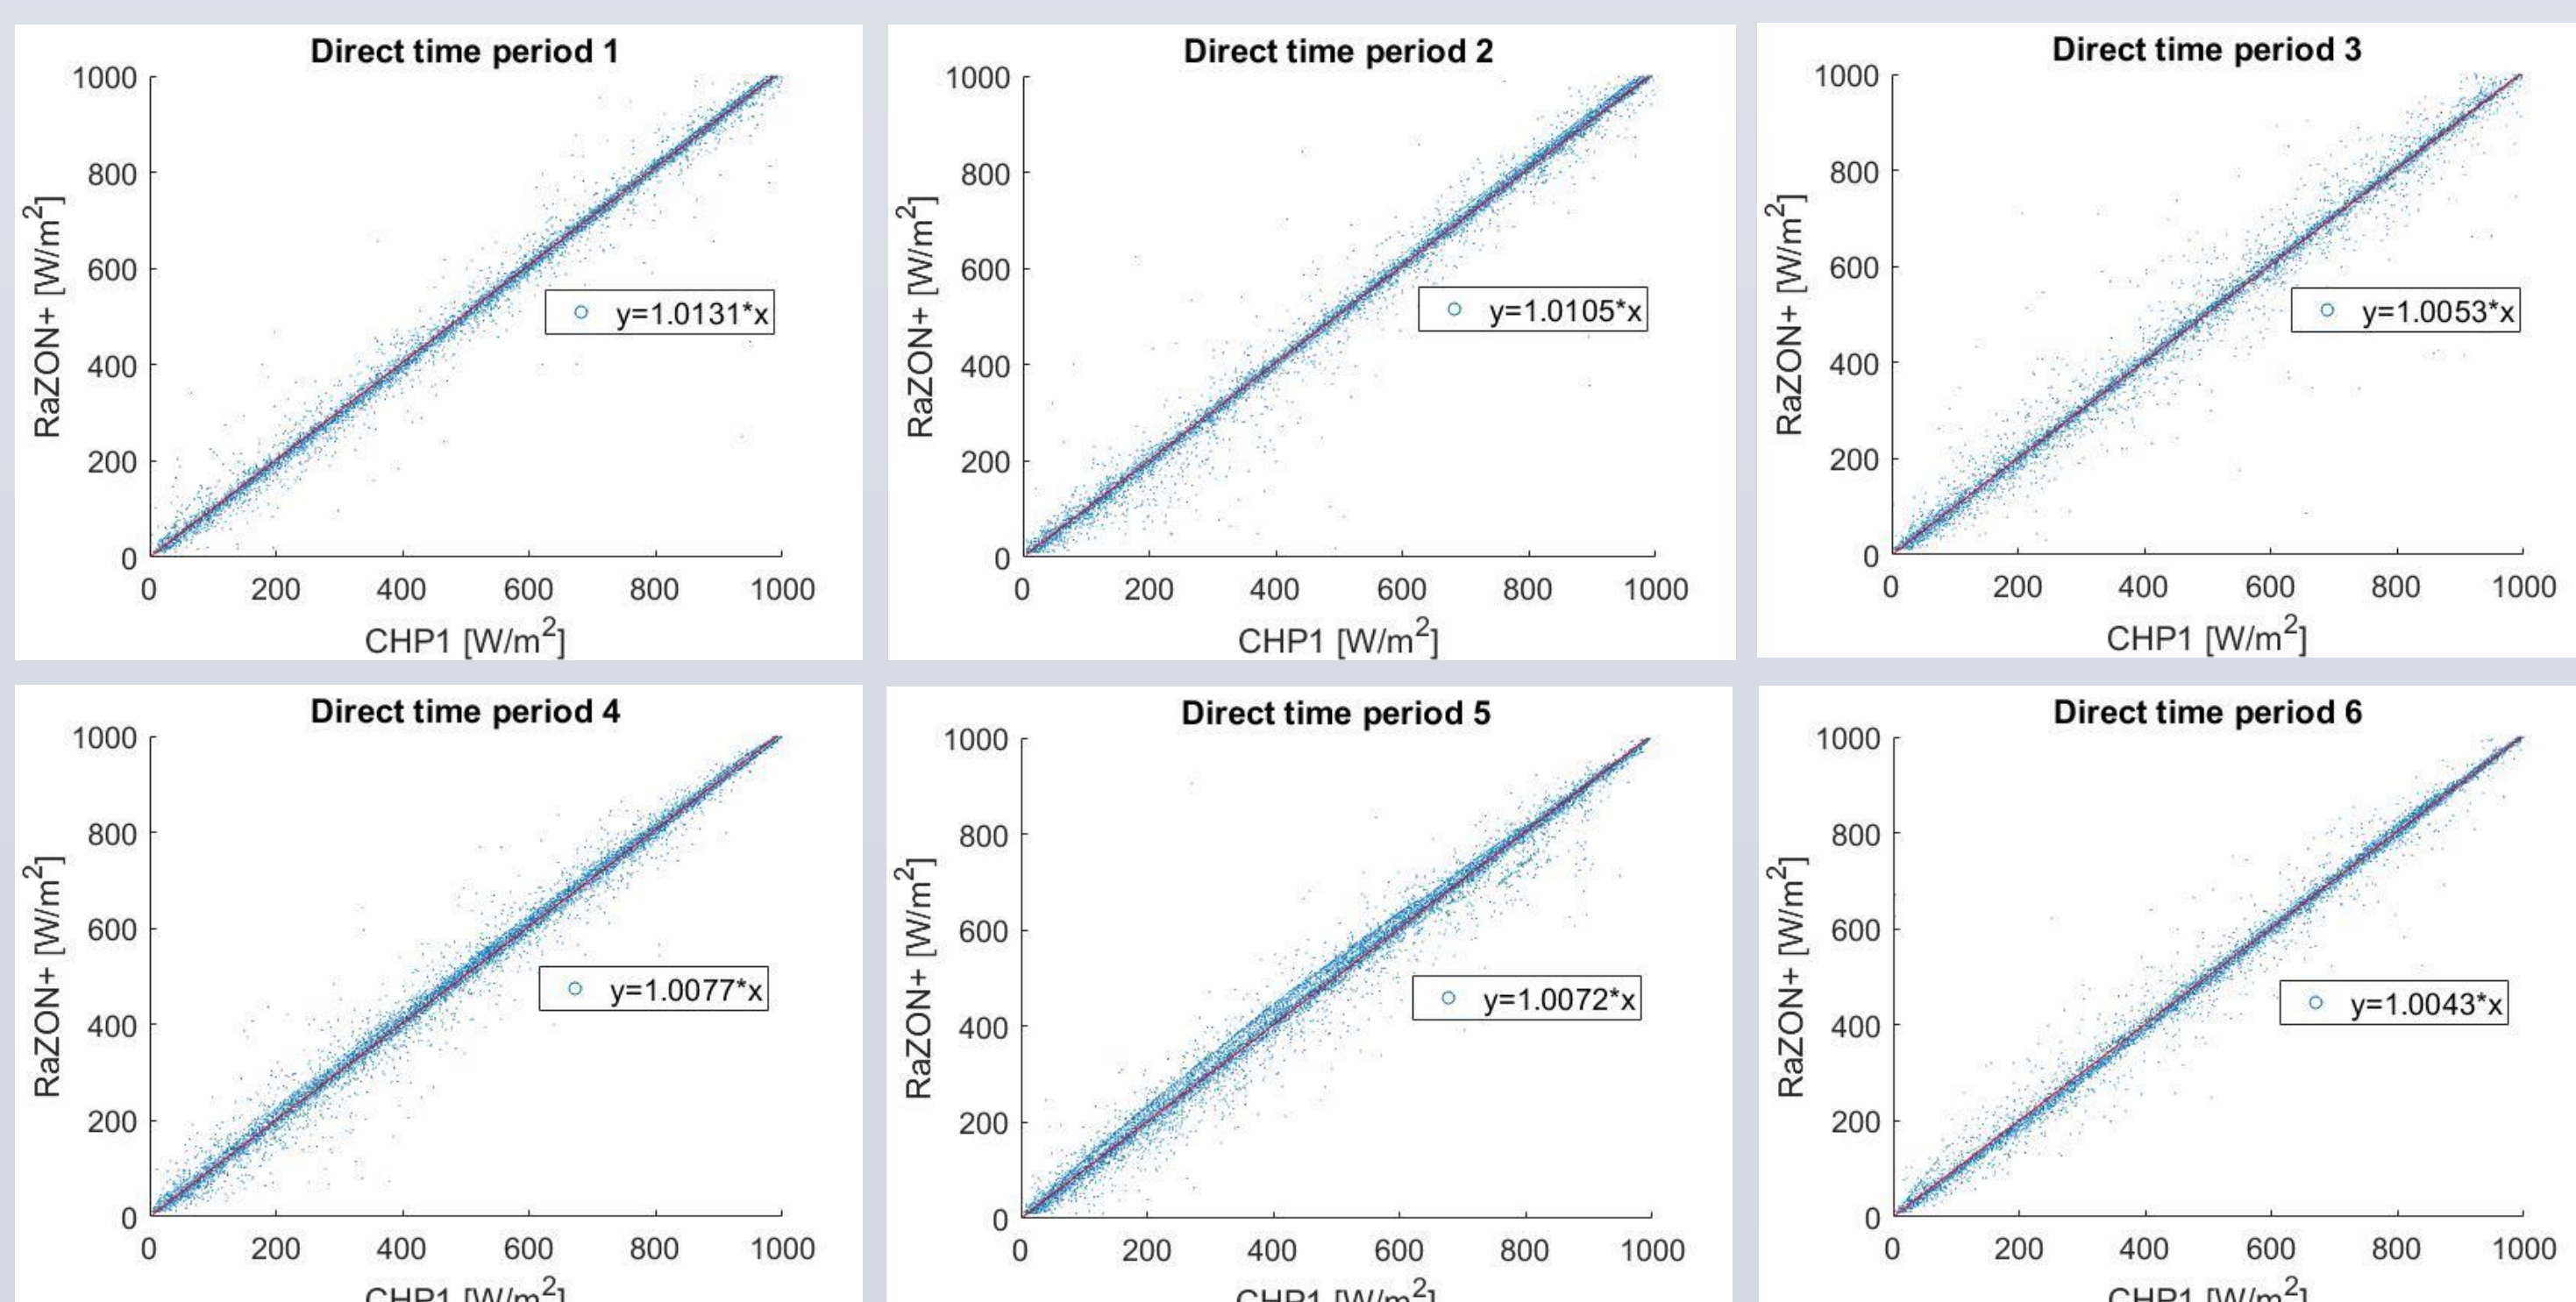 Direct time period 1
1000
800
600
400
200
0
RaZON+ [W/m²]
y=1.0131*x
0 200 400 600 800 1000
CHP1 [W/m²]
Direct time period 2
1000
800
600
400
200
0
RaZON+ [W/m²]
y=1.0105*x
0 200 400 600 800 1000
CHP1 [W/m²]
Direct time period 3
1000
800
600
400
200
0
RaZON+ [W/m²]
y=1.0053*x
0 200 400 600 800 1000
CHP1 [W/m²]
Direct time period 4
1000
800
600
400
200
0
RaZON+ [W/m²]
y=1.0077*x
0 200 400 600 800 1000
CHP1 [W/m²]
Direct time period 5
1000
800
600
400
200
0
RaZON+ [W/m²]
y=1.0072*x
0 200 400 600 800 1000
CHP1 [W/m²]
Direct time period 6
1000
800
600
400
200
0
RaZON+ [W/m²]
y=1.0043*x
0 200 400 600 800 1000
CHP1 [W/m²]